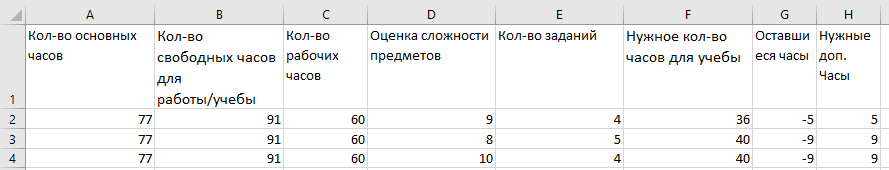 A B C D E F G H
1 Кол-во основных часов Кол-во свободных часов для работы/учебы Кол-во рабочих часов Оценка сложности предметов Кол-во заданий Нужное кол-во часов для учебы Оставшиеся часы Нужные доп. Часы
2 77 91 60 9 4 36 -5 5
3 77 91 60 8 5 40 -9 9
4 77 91 60 10 4 40 -9 9